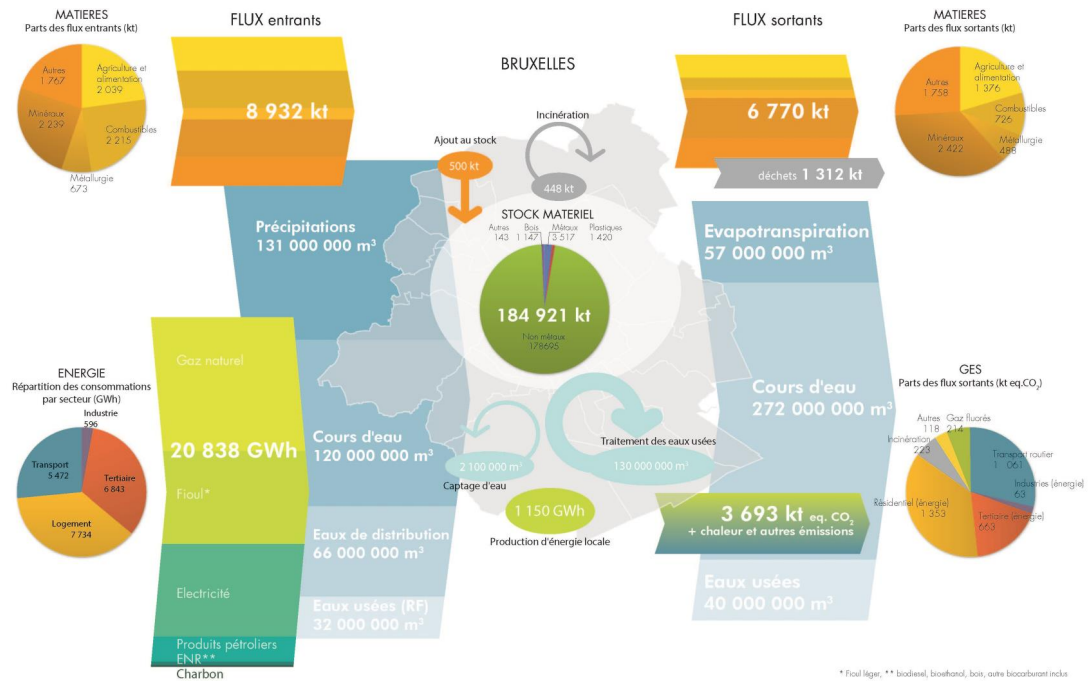 MATIERES
Parts des flux entrants (kt)
Autres
1 767
Agriculture et
alimentation
2 039
Minéraux
2 239
Combustibles
2 215
Métallurgie
673
FLUX entrants
8 932 kt
BRUXELLES
Incinération
448 kt
Ajout au stock
500 kt
FLUX sortants
6 770 kt
déchets 1 312 kt
MATIERES
Parts des flux sortants (kt)
Autres
1 758
Agriculture et
alimentation
1 376
Combustibles
726
Métallurgie
488
Minéraux
2 422
Précipitations
131 000 000 m³
STOCK MATERIEL
Autres
143
Bois
1 147
Métaux
3 517
Plastiques
1 420
184 921 kt
Non métaux
178695
Evapotranspiration
57 000 000 m³
ENERGIE
Répartition des consommations
par secteur (GWh)
Industrie
596
Transport
5 472
Tertiaire
6 843
Logement
7 734
Gaz naturel
20 838 GWh
Fioul*
Electricité
Produits pétroliers
ENR**
Charbon
Cours d'eau
120 000 000 m³
Eaux de distribution
66 000 000 m³
Eaux usées (RF)
32 000 000 m³
2 100 000 m³
Captage d'eau
Traitement des eaux usées
130 000 000 m³
1 150 GWh
Production d'énergie locale
Cours d'eau
272 000 000 m³
3 693 kt eq. CO₂
+ chaleur et autres émissions
Eaux usées
40 000 000 m³
GES
Parts des flux sortants (kt eq.CO₂)
Autres
118
Gaz fluorés
214
Incinération
223
Transport routier
1 061
Industries (énergie)
63
Résidentiel (énergie)
1 353
Tertiaire (énergie)
663
* Fioul léger, ** biodiesel, bioethanol, bois, autre biocarburant inclus